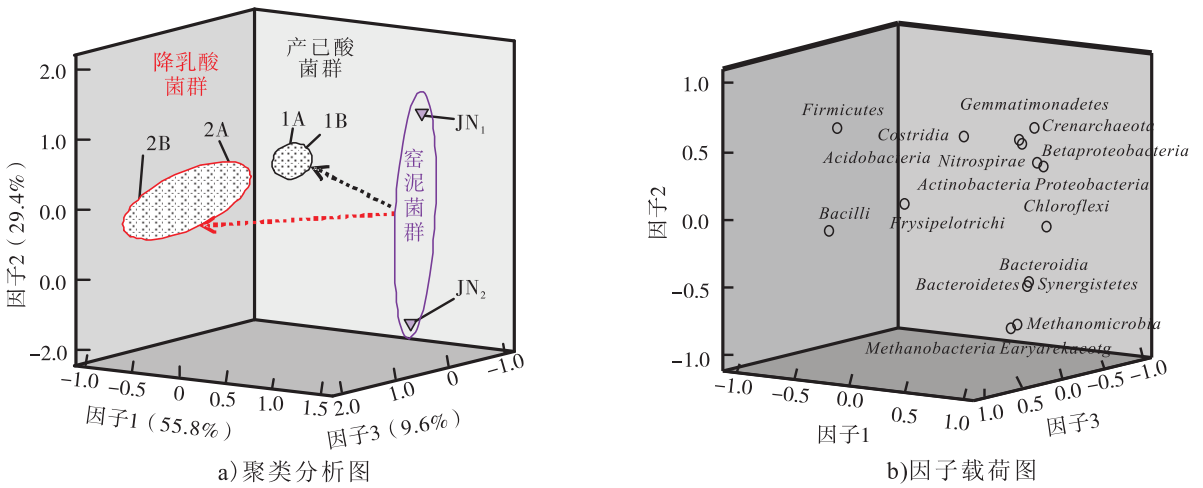 2.0
1.0
0.0
0.0
−2.0
因子2（29.4%）
降乳酸
菌群
产已酸
菌群
2B
2A
1A
1B
窑泥菌群
JN1
JN2
−1.0
−0.5
0
0.5
1.0
1.5
2.0
1.0
0
−1.0
因子1（55.8%）
因子3（9.6%）
a)聚类分析图
1.0
0.5
0.0
−0.5
−1.0
因子2
Firmicutes
Gemmatimonadetes
Costridia
Crenarchaeota
Acidobacteria
Nitrospirae
Betaproteobacteria
Actinobacteria Proteobacteria
Chloroflexi
Bacilli
Frysipelotrichi
Bacteroidia
Bacteroidetes
Synergistetes
Methanomicrobia
Methanobacteria Earyarekacotg
−1.0
−0.5
0.0
0.5
1.0
1.0
0.5
0.0
−0.5
−1.0
因子1
因子3
b)因子载荷图